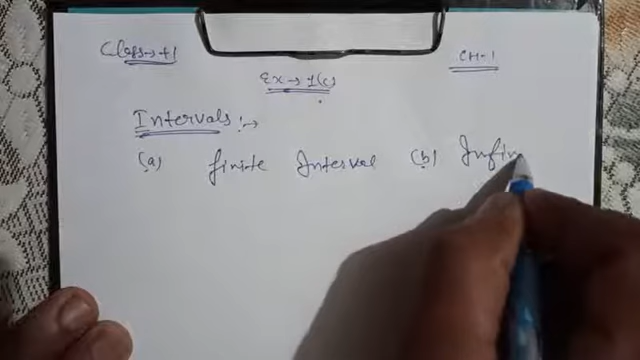 Class → +1 CH-1
Ex → 1(c)
Intervals :→
(a) finite Interval (b) Infin